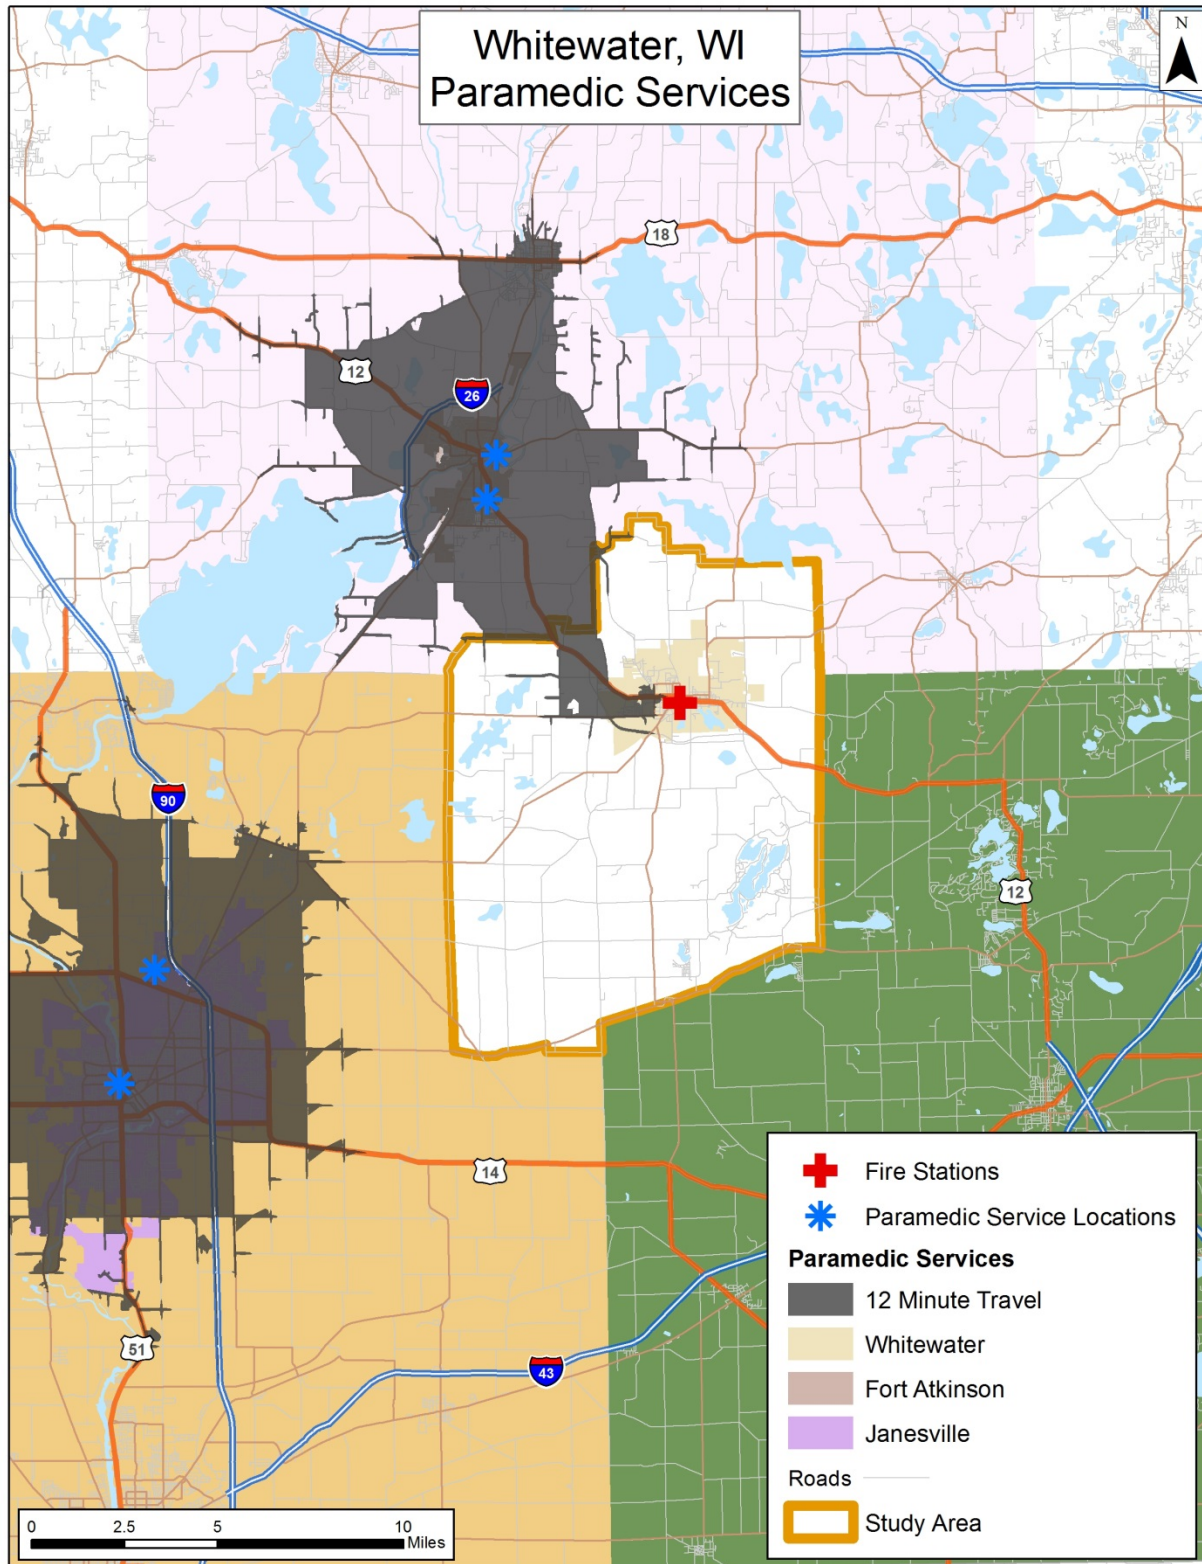 Whitewater, WI
Paramedic Services
N
18
12
26
90
12
14
51
43
Fire Stations
Paramedic Service Locations
Paramedic Services
12 Minute Travel
Whitewater
Fort Atkinson
Janesville
Roads
Study Area
0 2.5 5 10
Miles